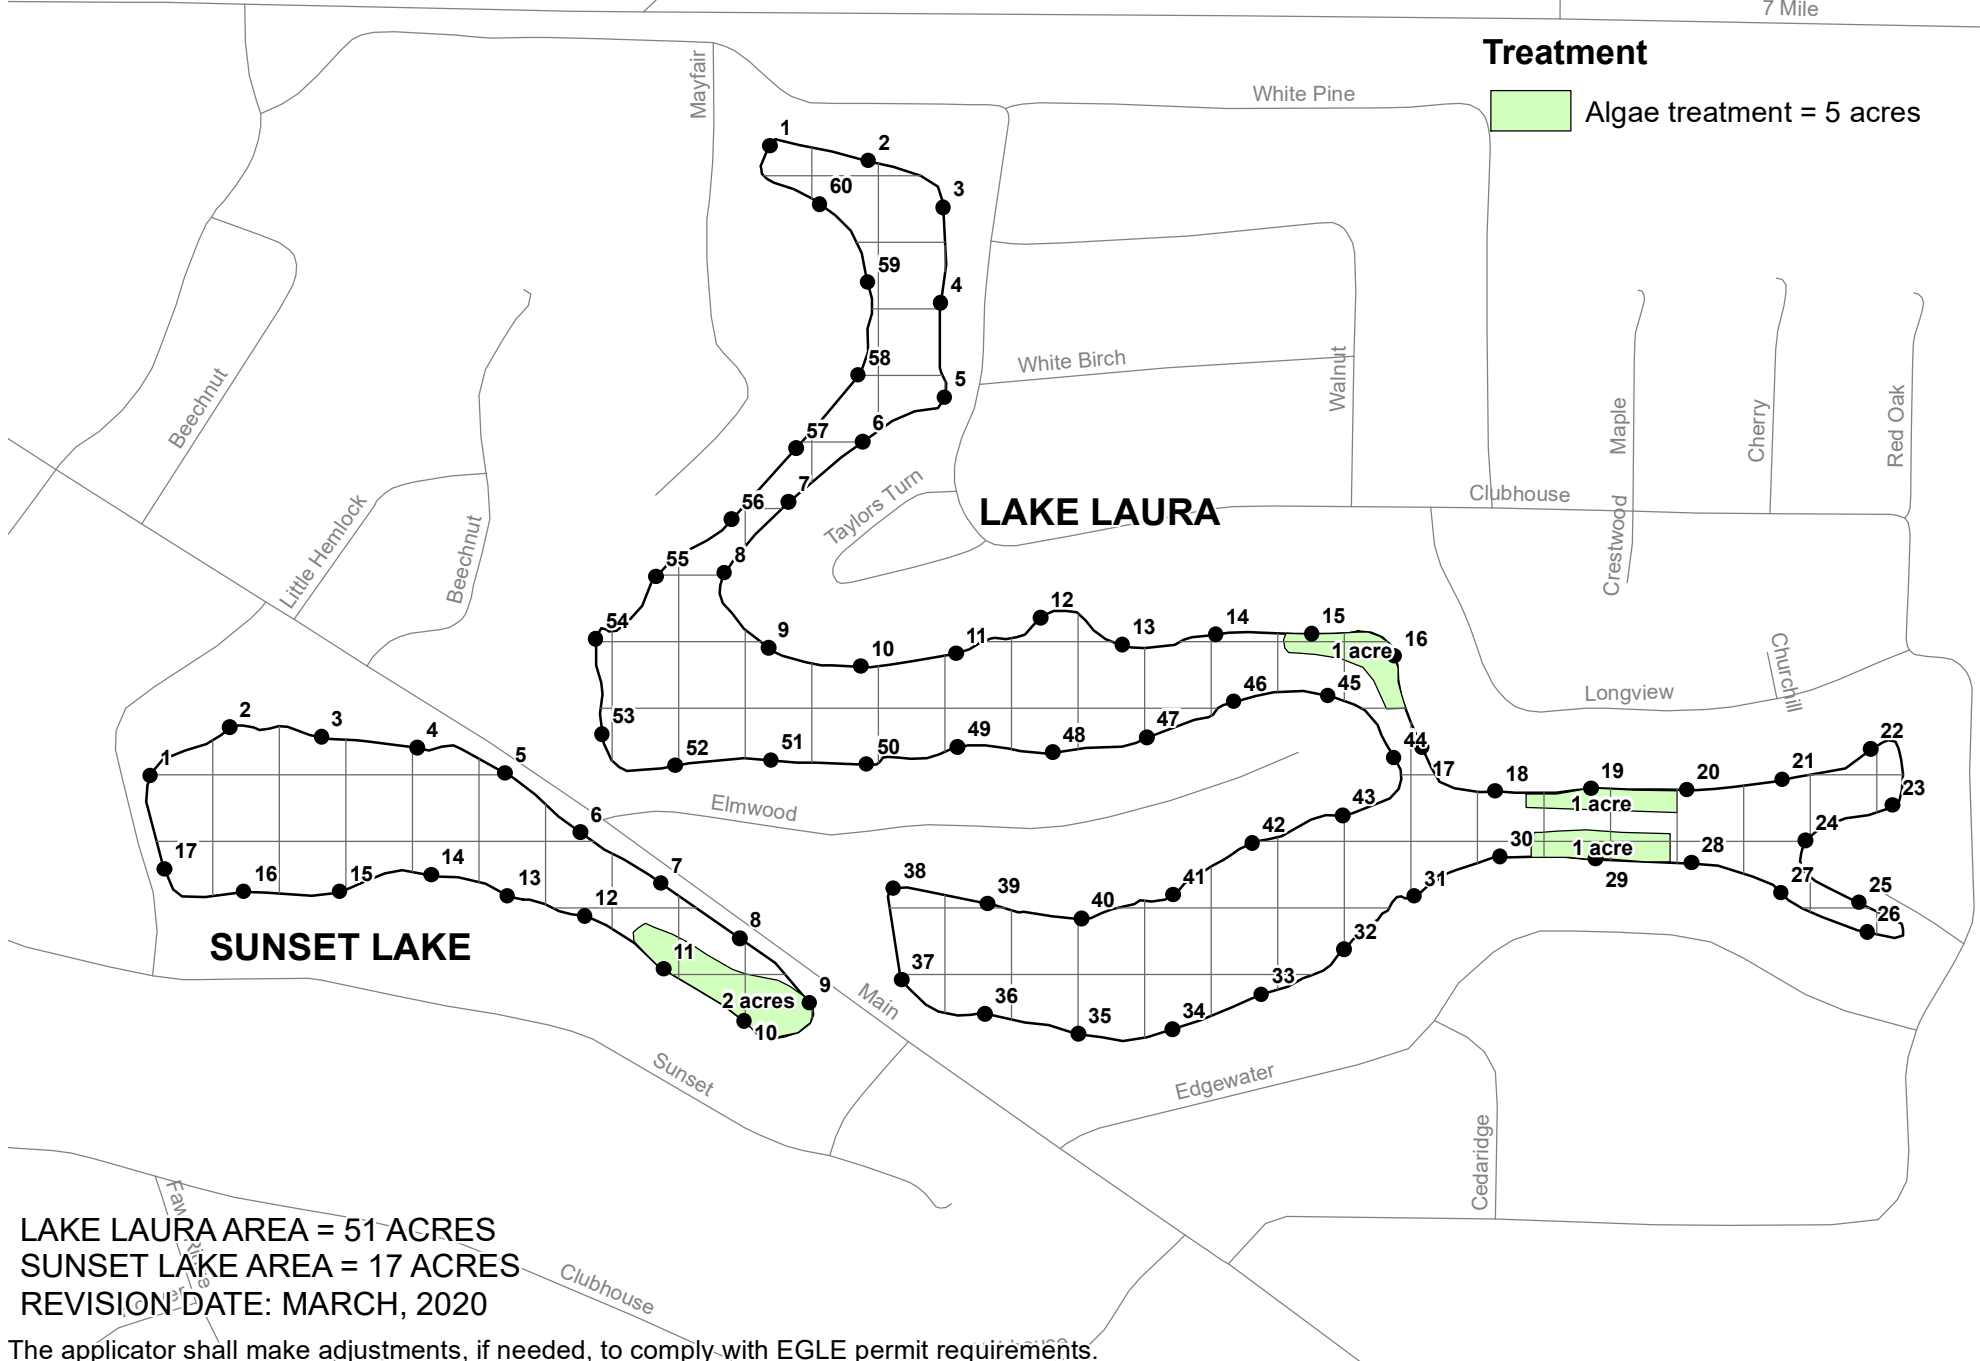 7 Mile
Treatment
Algae treatment = 5 acres
Mayfair
White Pine
1
2
3
4
5
6
7
8
9
10
11
12
13
14
15
16
17
18
19
20
21
22
23
24
25
26
27
28
29
30
31
32
33
34
35
36
37
38
39
40
41
42
43
44
45
46
47
48
49
50
51
52
53
54
55
56
57
58
59
60
1 acre
1 acre
1 acre
White Birch
Walnut
Maple
Cherry
Red Oak
Beechnut
Clubhouse
Crestwood
Taylors Turn
LAKE LAURA
Little Hemlock
Beechnut
Churchill
Longview
Elmwood
1
2
3
4
5
6
7
8
9
10
11
12
13
14
15
16
17
2 acres
SUNSET LAKE
Main
Sunset
Edgewater
Cedaridge
LAKE LAURA AREA = 51 ACRES
SUNSET LAKE AREA = 17 ACRES
REVISION DATE: MARCH, 2020
Clubhouse
The applicator shall make adjustments, if needed, to comply with EGLE permit requirements.